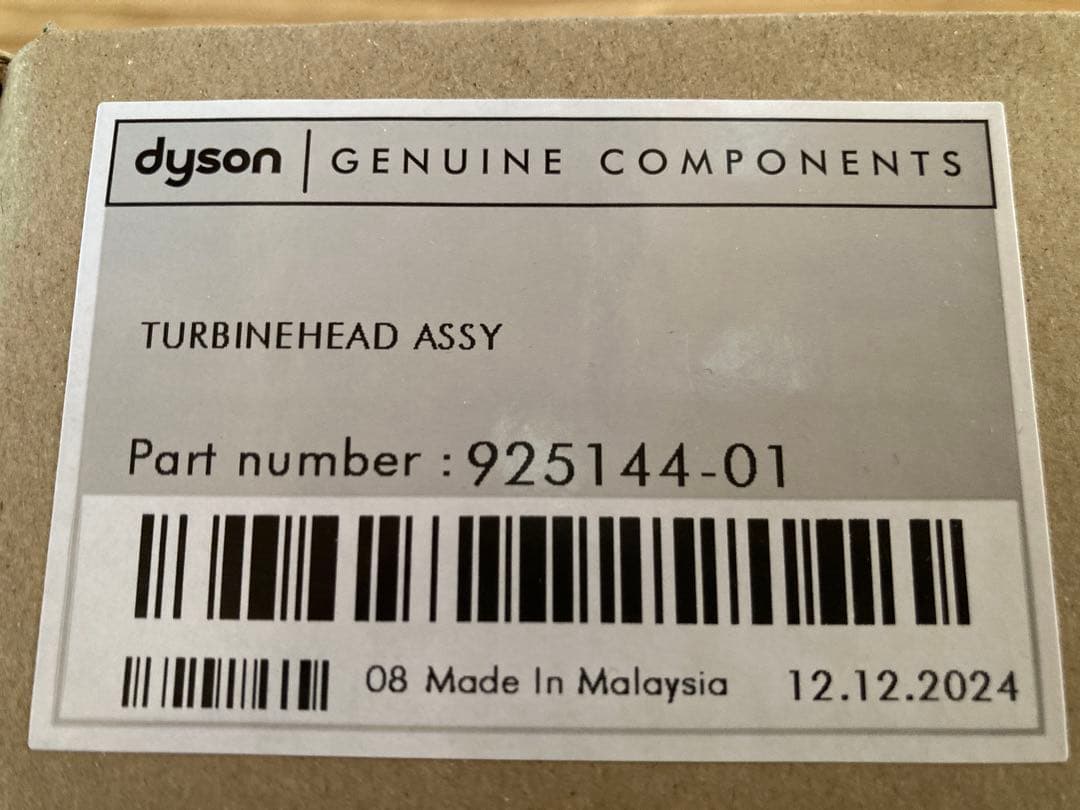 dyson | GENUINE COMPONENTS
TURBINEHEAD ASSY
Part number : 925144-01
08 Made In Malaysia 12.12.2024